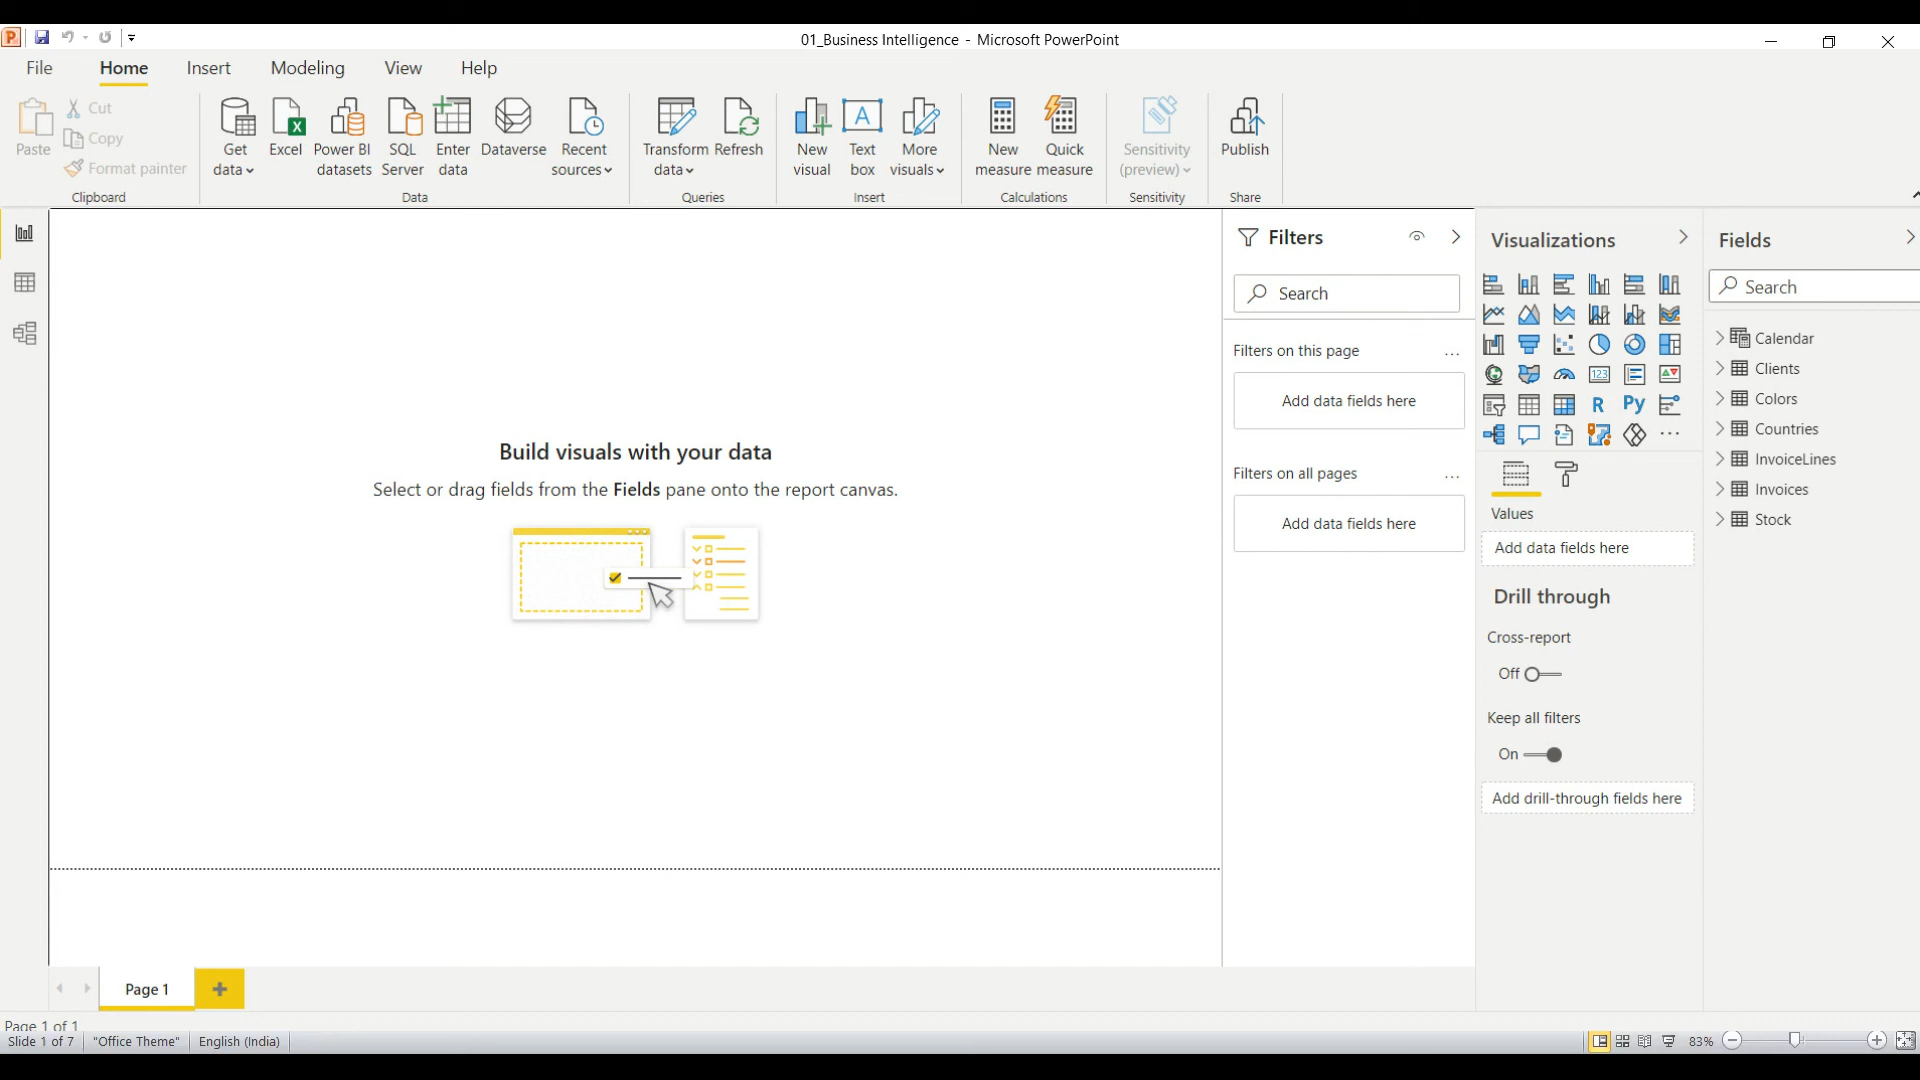 01_Business Intelligence - Microsoft PowerPoint
File Home Insert Modeling View Help
Paste
Cut
Copy
Format painter
Clipboard
Get data
Excel
Power BI datasets
SQL Server
Enter data
Dataverse
Recent sources
Data
Transform data
Refresh
Queries
New visual
Text box
More visuals
Insert
New measure
Quick measure
Calculations
Sensitivity (preview)
Sensitivity
Publish
Share
Build visuals with your data
Select or drag fields from the Fields pane onto the report canvas.
Filters
Search
Filters on this page ...
Add data fields here
Filters on all pages ...
Add data fields here
Visualizations
123
R
Py
...
Values
Add data fields here
Drill through
Cross-report
Off
Keep all filters
On
Add drill-through fields here
Fields
Search
Calendar
Clients
Colors
Countries
InvoiceLines
Invoices
Stock
Page 1
+
Page 1 of 1
Slide 1 of 7 "Office Theme" English (India) 83%